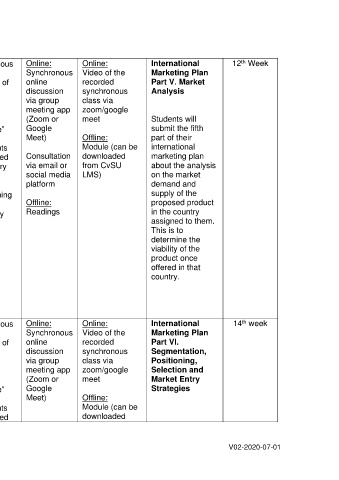 ous
of
e"
nts
ed
ry
ning
y
Online:
Synchronous
online
discussion
via group
meeting app
(Zoom or
Google
Meet)
Consultation
via email or
social media
platform
Offline:
Readings
Online:
Video of the
recorded
synchronous
class via
zoom/google
meet
Offline:
Module (can be
downloaded
from CvSU
LMS)
International
Marketing Plan
Part V. Market
Analysis
Students will
submit the fifth
part of their
international
marketing plan
about the analysis
on the market
demand and
supply of the
proposed product
in the country
assigned to them.
This is to
determine the
viability of the
product once
offered in that
country.
12th Week
ous
of
e"
nts
ed
Online:
Synchronous
online
discussion
via group
meeting app
(Zoom or
Google
Meet)
Online:
Video of the
recorded
synchronous
class via
zoom/google
meet
Offline:
Module (can be
downloaded
International
Marketing Plan
Part VI.
Segmentation,
Positioning,
Selection and
Market Entry
Strategies
14th week
V02-2020-07-01